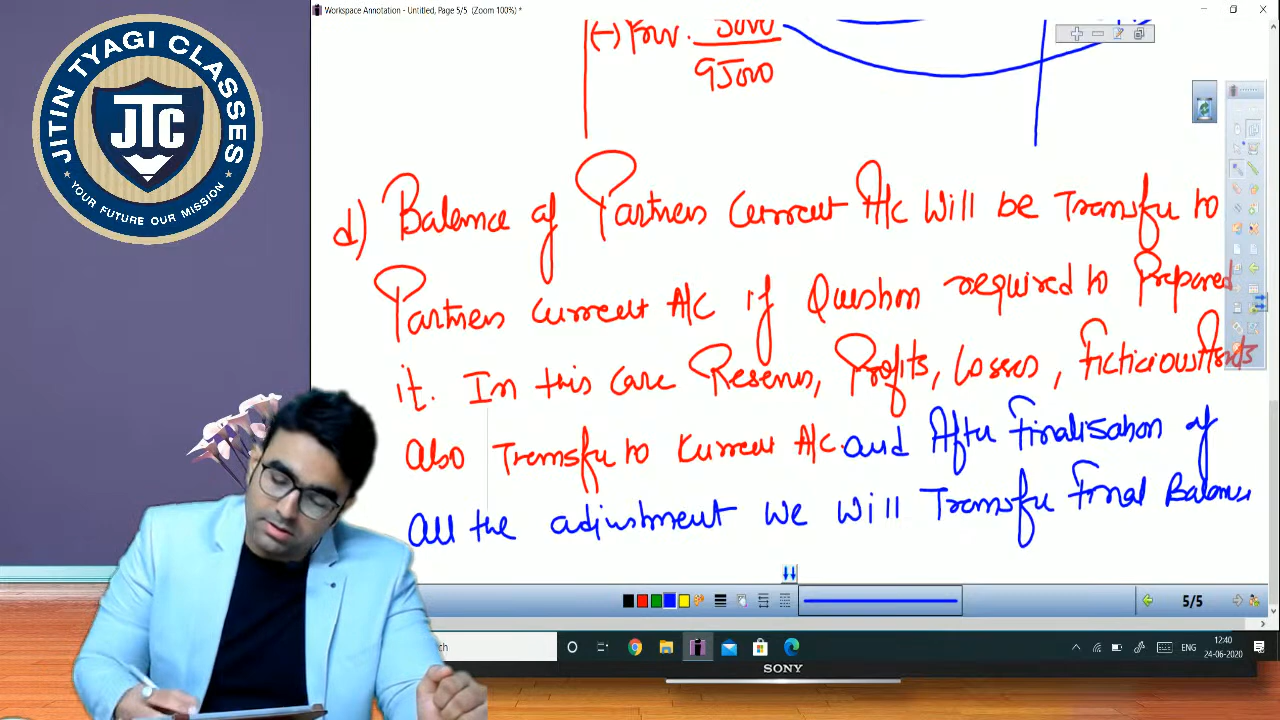 Workspace Annotation - Untitled, Page 5/5 (Zoom 100%) *
JITIN TYAGI CLASSES
JTC
YOUR FUTURE OUR MISSION
(-) Prov. 5000
95000
d) Balance of Partners Current A/c Will be Transfer to
Partners Current A/c if Question required to Prepared
it. In this Case Reserves, Profits, Losses, Ficticious Assets
also Transfer to Current A/c. and After Finalisation of
All the adjustment We Will Transfer Final Balance
5/5
rch
12:40
ENG
24-06-2020
SONY